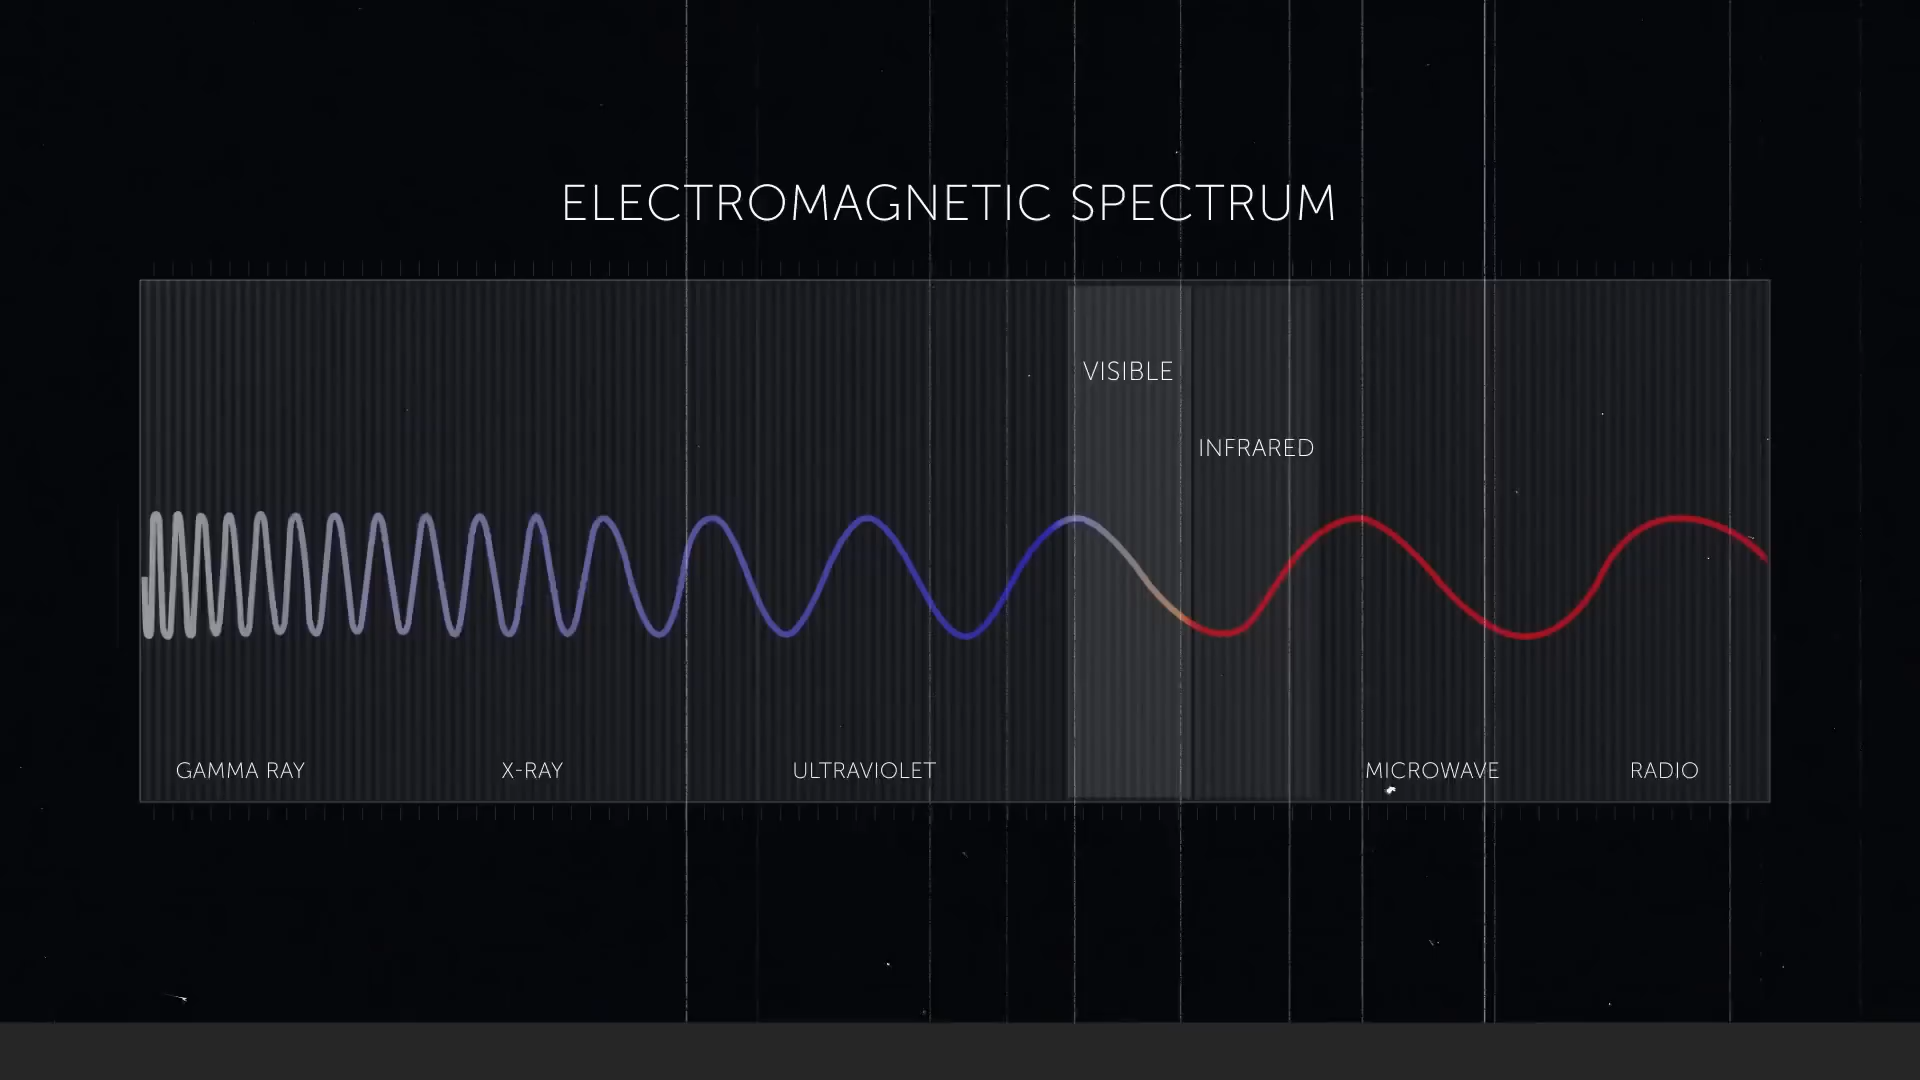 ELECTROMAGNETIC SPECTRUM
VISIBLE
INFRARED
GAMMA RAY
X-RAY
ULTRAVIOLET
MICROWAVE
RADIO